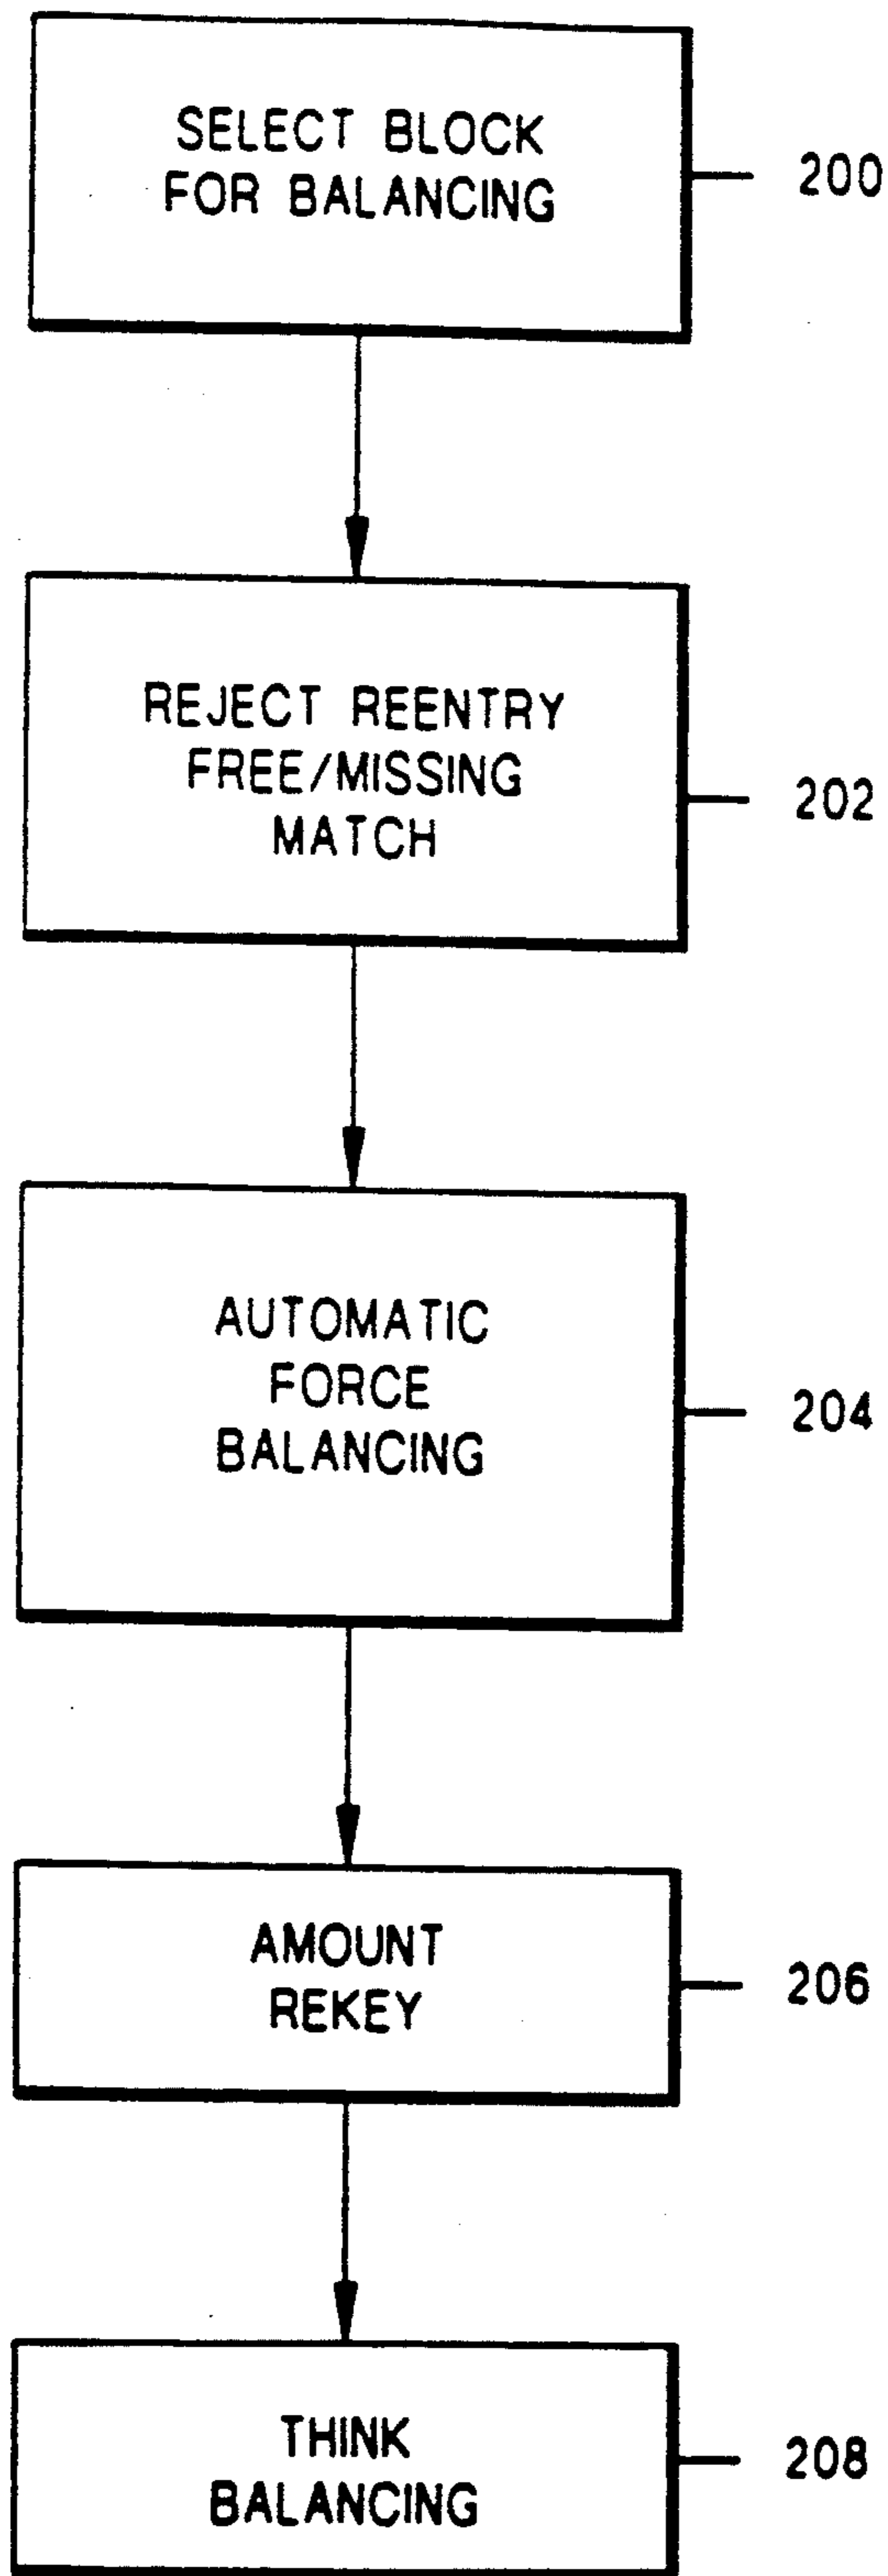 SELECT BLOCK
FOR BALANCING
200
REJECT REENTRY
FREE/MISSING
MATCH
202
AUTOMATIC
FORCE
BALANCING
204
AMOUNT
REKEY
206
THINK
BALANCING
208